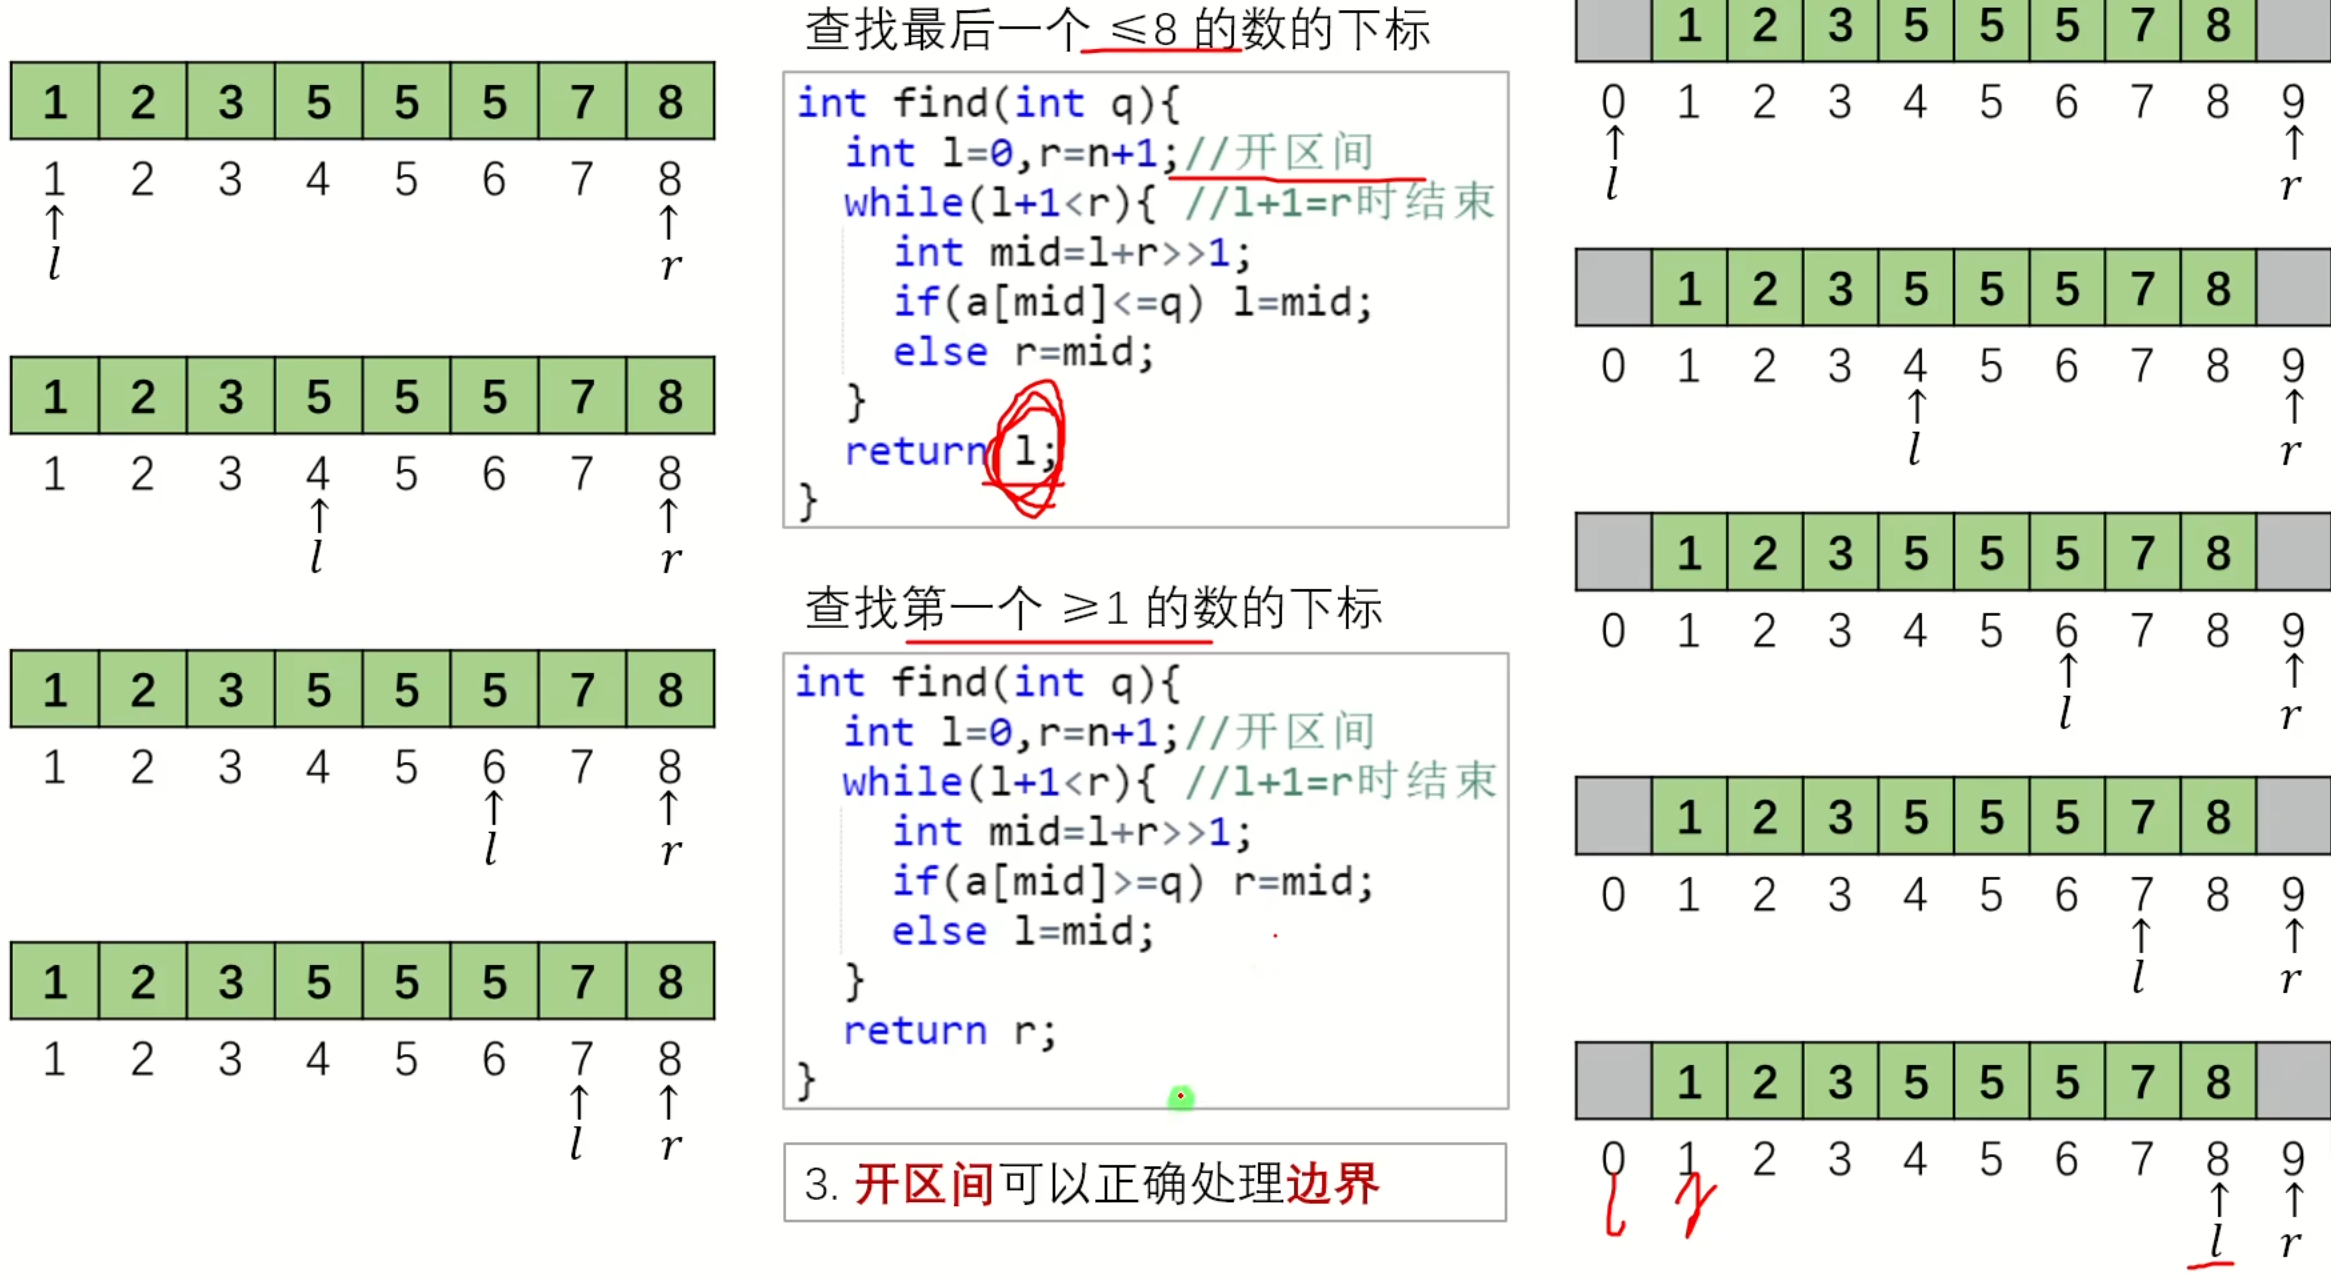 1 2 3 5 5 5 7 8
1 2 3 4 5 6 7 8
↑ ↑
l r
1 2 3 5 5 5 7 8
1 2 3 4 5 6 7 8
↑ ↑
l r
1 2 3 5 5 5 7 8
1 2 3 4 5 6 7 8
↑ ↑
l r
1 2 3 5 5 5 7 8
1 2 3 4 5 6 7 8
↑ ↑
l r
查找最后一个 ≤8 的数的下标
int find(int q){
int l=0,r=n+1;//开区间
while(l+1<r){ //l+1=r时结束
int mid=l+r>>1;
if(a[mid]<=q) l=mid;
else r=mid;
}
return l;
}
查找第一个 ≥1 的数的下标
int find(int q){
int l=0,r=n+1;//开区间
while(l+1<r){ //l+1=r时结束
int mid=l+r>>1;
if(a[mid]>=q) r=mid;
else l=mid;
}
return r;
}
3. 开区间可以正确处理边界
1 2 3 5 5 5 7 8
0 1 2 3 4 5 6 7 8 9
↑ ↑
l r
1 2 3 5 5 5 7 8
0 1 2 3 4 5 6 7 8 9
↑ ↑
l r
1 2 3 5 5 5 7 8
0 1 2 3 4 5 6 7 8 9
↑ ↑
l r
1 2 3 5 5 5 7 8
0 1 2 3 4 5 6 7 8 9
↑ ↑
l r
1 2 3 5 5 5 7 8
0 1 2 3 4 5 6 7 8 9
l r ↑ ↑
l r